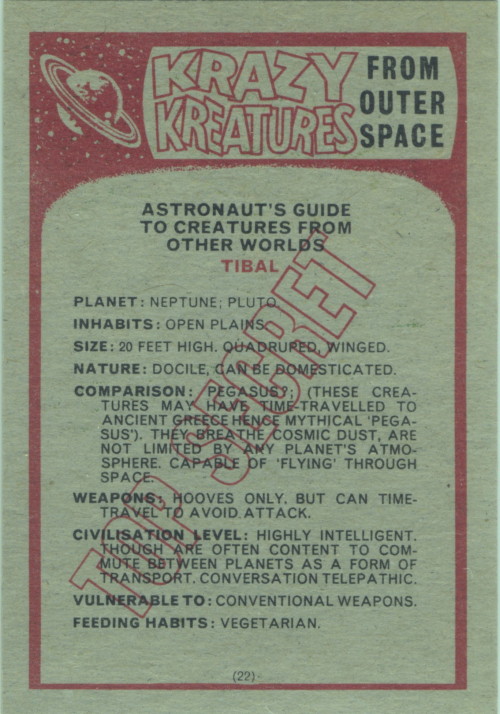 KRAZY
KREATURES
FROM
OUTER
SPACE
ASTRONAUT'S GUIDE
TO CREATURES FROM
OTHER WORLDS
TIBAL
TOP SECRET
PLANET: NEPTUNE; PLUTO.
INHABITS: OPEN PLAINS.
SIZE: 20 FEET HIGH. QUADRUPED, WINGED.
NATURE: DOCILE, CAN BE DOMESTICATED.
COMPARISON: PEGASUS?; (THESE CREA-
TURES MAY HAVE TIME-TRAVELLED TO
ANCIENT GREECE HENCE MYTHICAL 'PEGA-
SUS'). THEY BREATHE COSMIC DUST, ARE
NOT LIMITED BY ANY PLANET'S ATMO-
SPHERE. CAPABLE OF 'FLYING' THROUGH
SPACE.
WEAPONS: HOOVES ONLY. BUT CAN TIME-
TRAVEL TO AVOID ATTACK.
CIVILISATION LEVEL: HIGHLY INTELLIGENT.
THOUGH ARE OFTEN CONTENT TO COM-
MUTE BETWEEN PLANETS AS A FORM OF
TRANSPORT. CONVERSATION TELEPATHIC.
VULNERABLE TO: CONVENTIONAL WEAPONS.
FEEDING HABITS: VEGETARIAN.
(22)